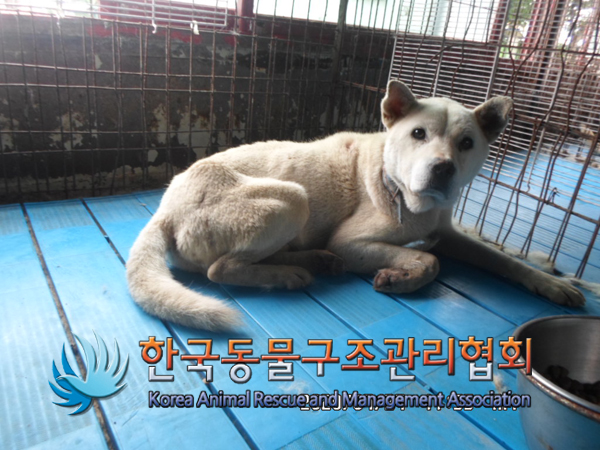 한국동물구조관리협회
Korea Animal Rescue and Management Association